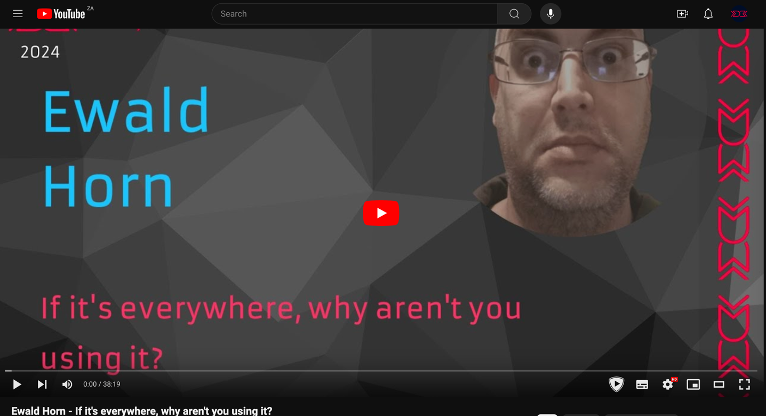 YouTube ZA
Search
2024
Ewald
Horn
If it's everywhere, why aren't you
using it?
0:00 / 38:19
Ewald Horn - If it's everywhere, why aren't you using it?